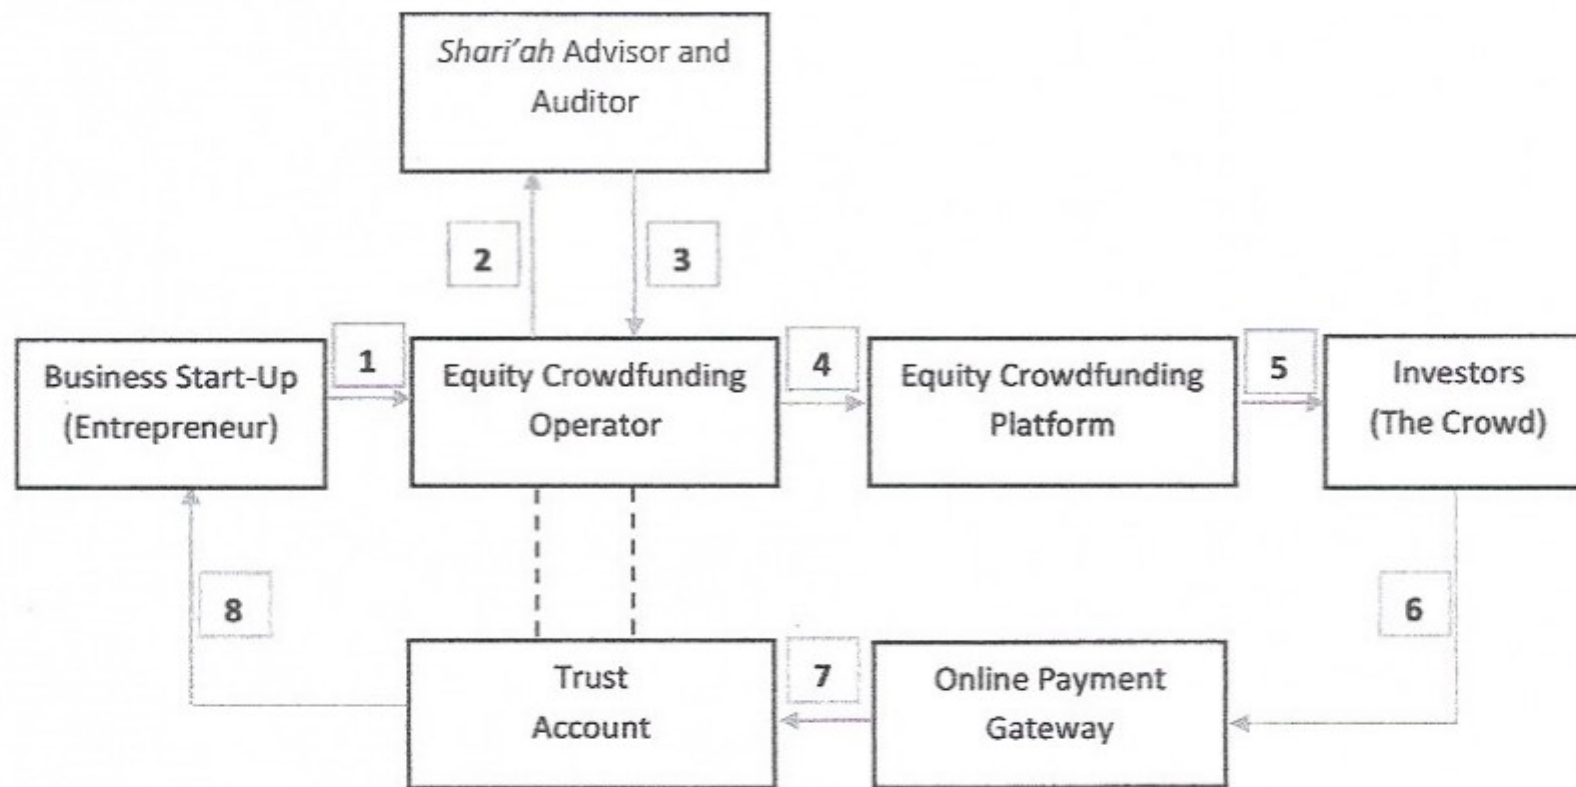 Shari'ah Advisor and
Auditor
2
3
Business Start-Up
(Entrepreneur)
1
Equity Crowdfunding
Operator
4
Equity Crowdfunding
Platform
5
Investors
(The Crowd)
8
6
Trust
Account
7
Online Payment
Gateway